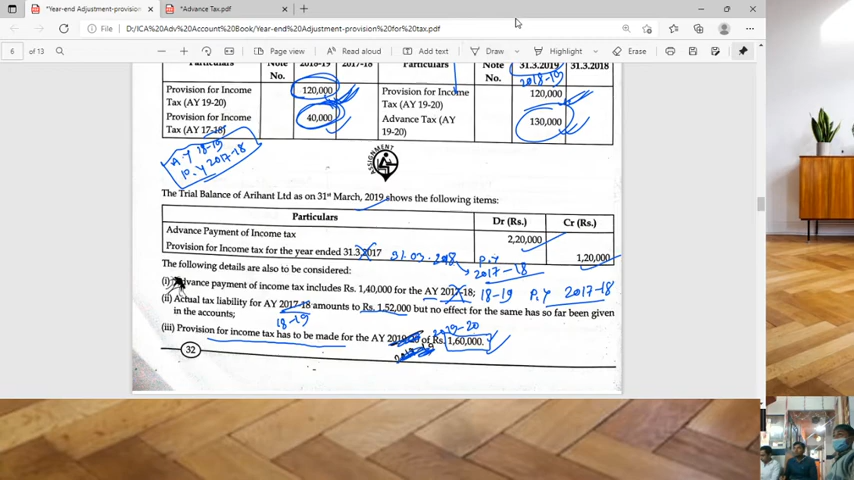 *Year-end Adjustment-provision
*Advance Tax.pdf
File
D:/ICA%20Adv%20Account%20Book/Year-end%20Adjustment-provision%20for%20tax.pdf
6 of 13
Page view
Read aloud
Add text
Draw
Highlight
Erase
Particulars Note No. 2018-19 2017-18 Particulars Note No. 31.3.2019 31.3.2018
2018-19
Provision for Income Tax (AY 19-20) 120,000 Provision for Income Tax (AY 19-20) 120,000
Provision for Income Tax (AY 17-18) 40,000 Advance Tax (AY 19-20) 130,000
A.Y 18-19
P.Y 2017-18
ASSIGNMENT
The Trial Balance of Arihant Ltd as on 31st March, 2019 shows the following items:
Particulars Dr (Rs.) Cr (Rs.)
Advance Payment of Income tax 2,20,000
Provision for Income tax for the year ended 31.3.2017 31.03.2018 P.Y 2017-18 1,20,000
The following details are also to be considered:
(i) Advance payment of income tax includes Rs. 1,40,000 for the AY 2017-18; 18-19 P.Y 2017-18
(ii) Actual tax liability for AY 2017-18 amounts to Rs. 1,52,000 but no effect for the same has so far been given
in the accounts;
18-19
2019-20
(iii) Provision for income tax has to be made for the AY of Rs. 1,60,000.
32